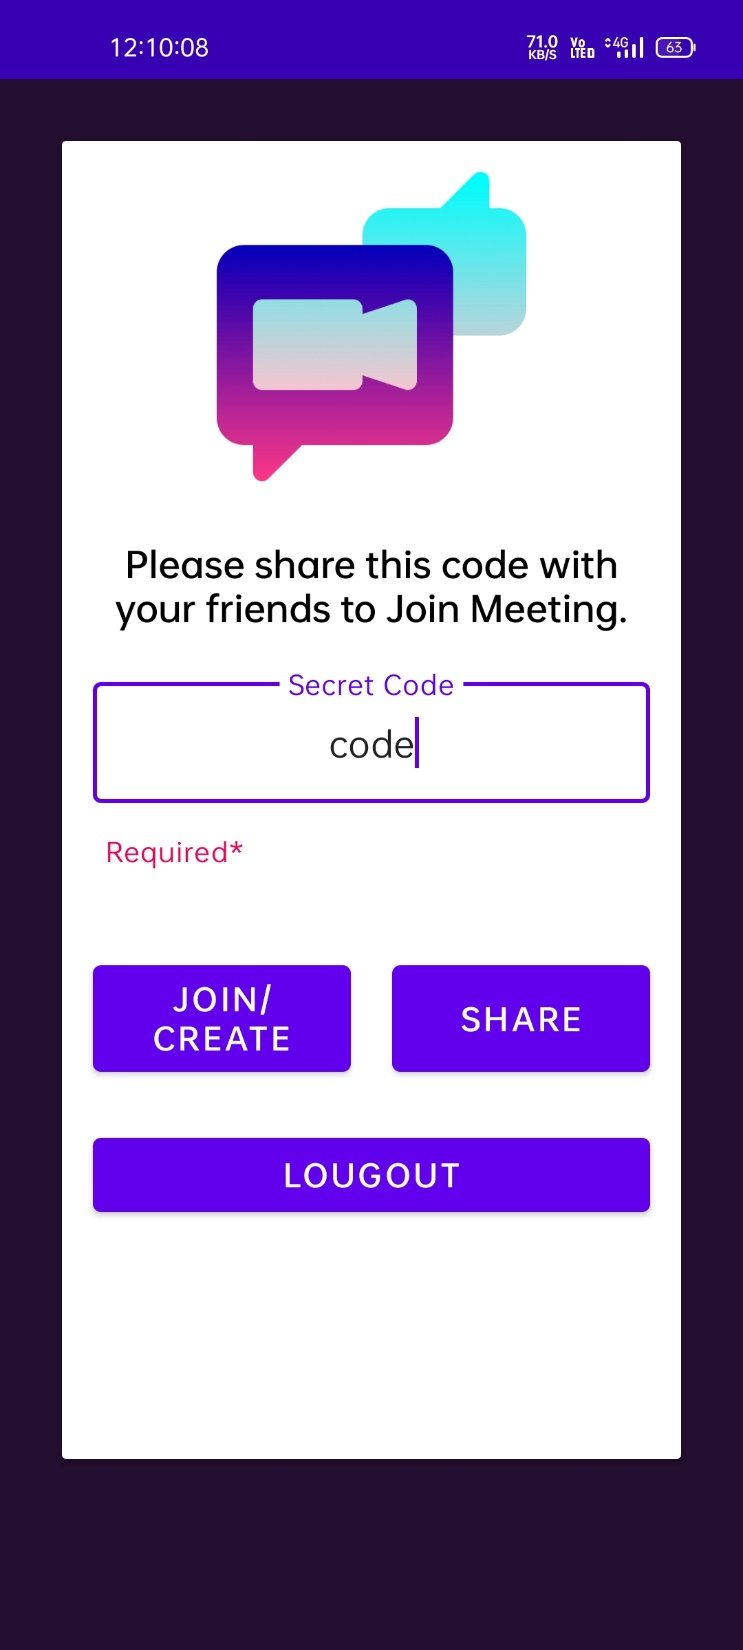 12:10:08
71.0
KB/S
Vo
LTED
4G
63
Please share this code with
your friends to Join Meeting.
Secret Code
code
Required*
JOIN/
CREATE
SHARE
LOUGOUT